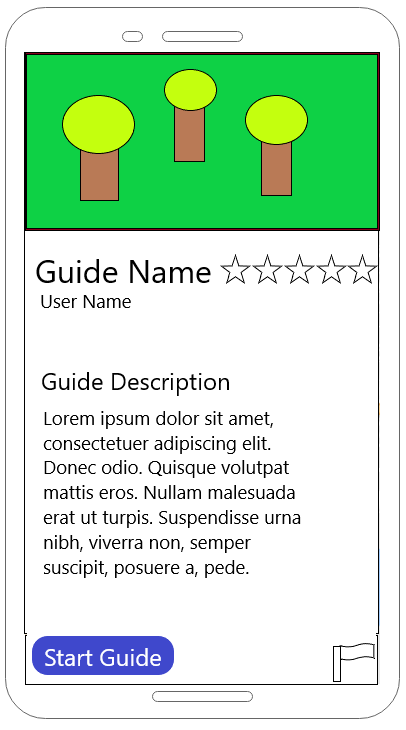 Guide Name
User Name
Guide Description
Lorem ipsum dolor sit amet,
consectetuer adipiscing elit.
Donec odio. Quisque volutpat
mattis eros. Nullam malesuada
erat ut turpis. Suspendisse urna
nibh, viverra non, semper
suscipit, posuere a, pede.
Start Guide